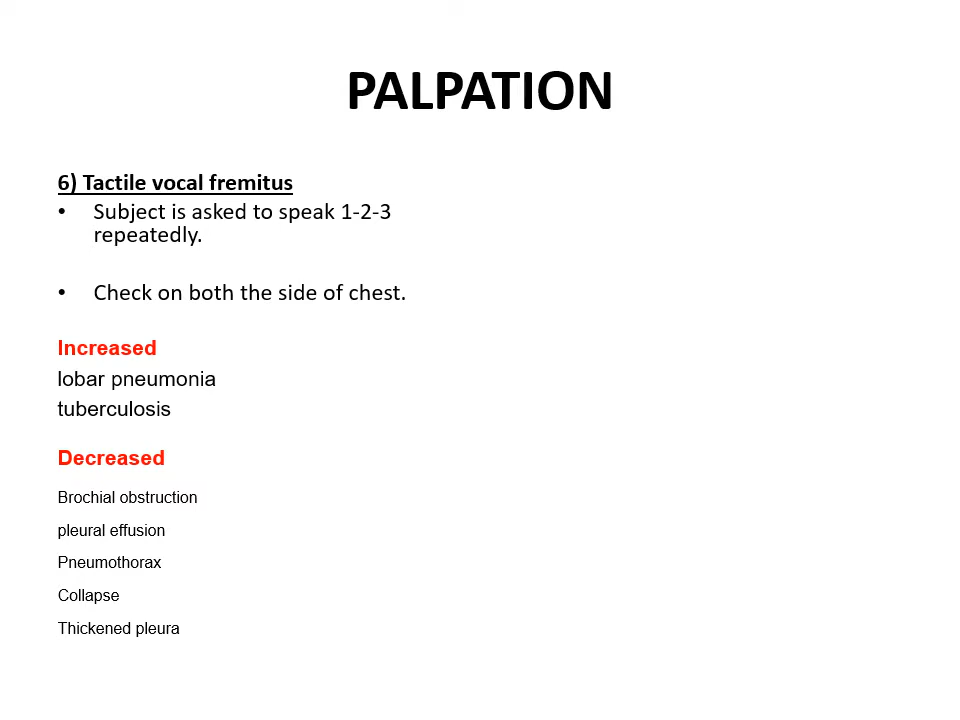 PALPATION
6) Tactile vocal fremitus
• Subject is asked to speak 1-2-3
repeatedly.
• Check on both the side of chest.
Increased
lobar pneumonia
tuberculosis
Decreased
Brochial obstruction
pleural effusion
Pneumothorax
Collapse
Thickened pleura